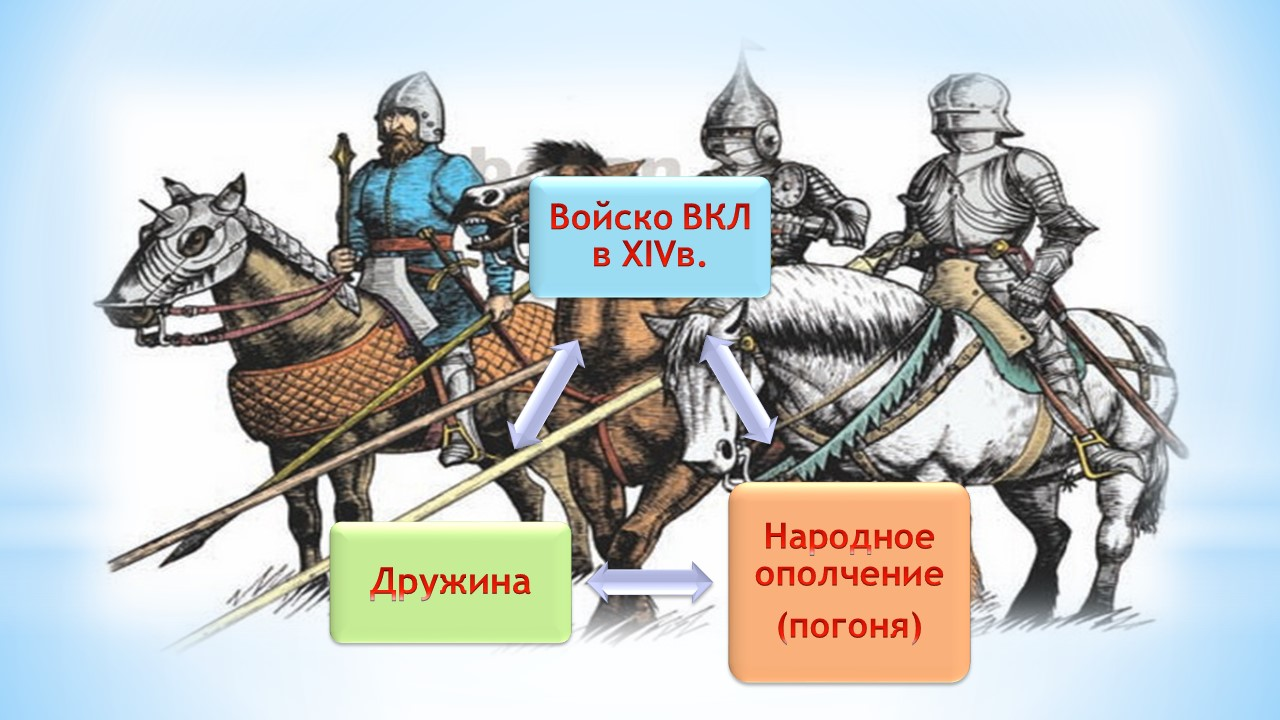 Войско ВКЛ
в XIVв.
Дружина
Народное
ополчение
(погоня)